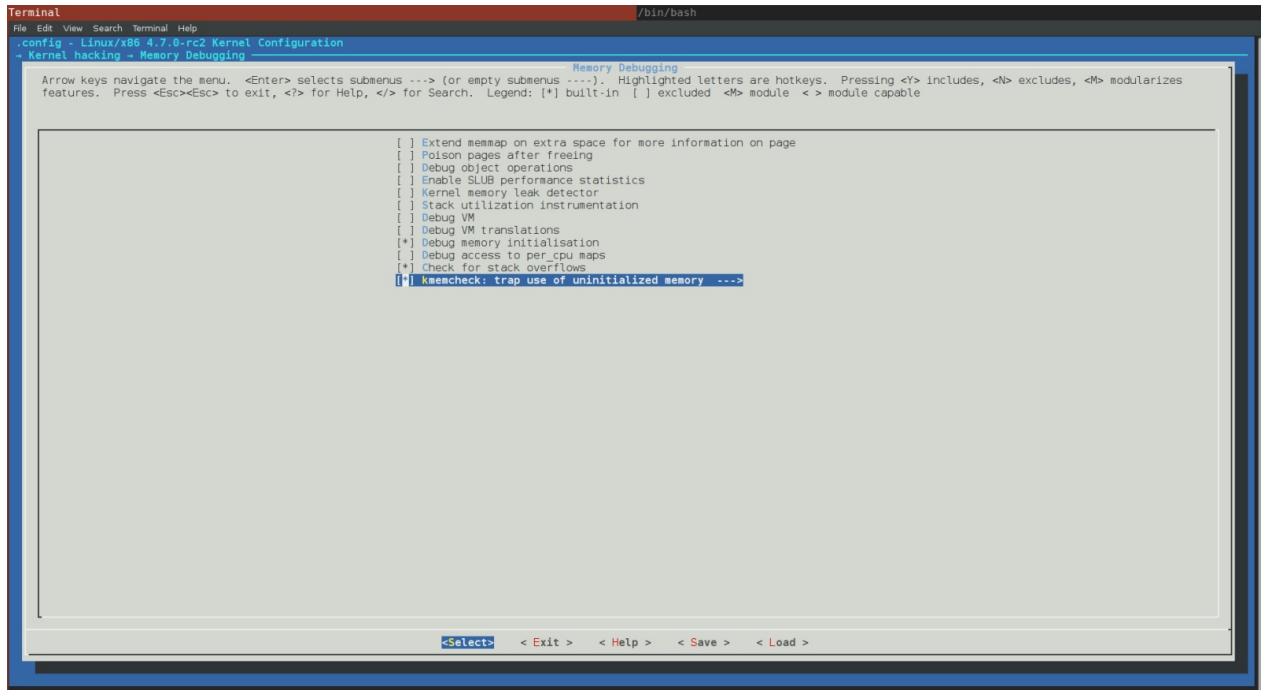 Terminal /bin/bash
File Edit View Search Terminal Help
.config - Linux/x86 4.7.0-rc2 Kernel Configuration
→ Kernel hacking → Memory Debugging
Memory Debugging
Arrow keys navigate the menu. <Enter> selects submenus ---> (or empty submenus ----). Highlighted letters are hotkeys. Pressing <Y> includes, <N> excludes, <M> modularizes
features. Press <Esc><Esc> to exit, <?> for Help, </> for Search. Legend: [*] built-in [ ] excluded <M> module < > module capable
[ ] Extend memmap on extra space for more information on page
[ ] Poison pages after freeing
[ ] Debug object operations
[ ] Enable SLUB performance statistics
[ ] Kernel memory leak detector
[ ] Stack utilization instrumentation
[ ] Debug VM
[ ] Debug VM translations
[*] Debug memory initialisation
[ ] Debug access to per_cpu maps
[*] Check for stack overflows
[*] kmemcheck: trap use of uninitialized memory --->
<Select> < Exit > < Help > < Save > < Load >